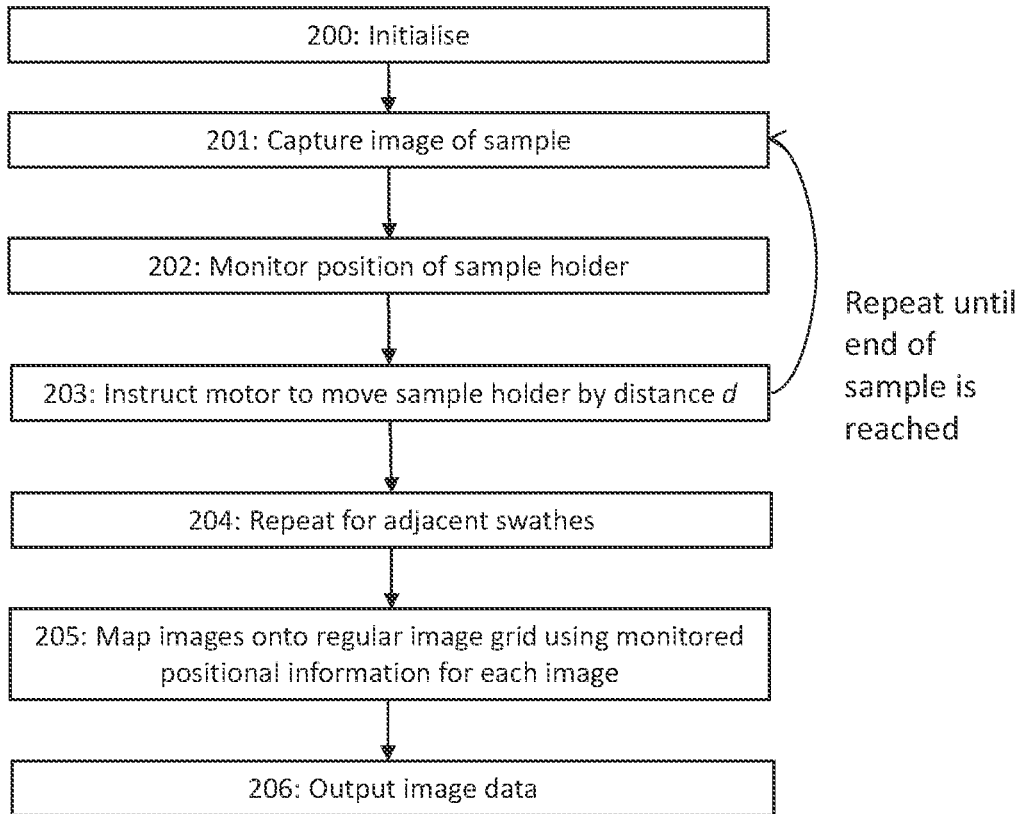 200: Initialise
201: Capture image of sample
202: Monitor position of sample holder
203: Instruct motor to move sample holder by distance d
Repeat until
end of
sample is
reached
204: Repeat for adjacent swathes
205: Map images onto regular image grid using monitored
positional information for each image
206: Output image data